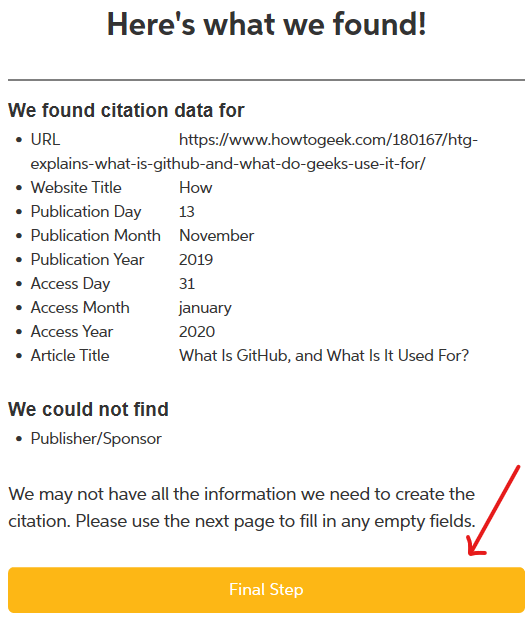 Here's what we found!
We found citation data for
URL https://www.howtogeek.com/180167/htg-
explains-what-is-github-and-what-do-geeks-use-it-for/
Website Title How
Publication Day 13
Publication Month November
Publication Year 2019
Access Day 31
Access Month january
Access Year 2020
Article Title What Is GitHub, and What Is It Used For?
We could not find
Publisher/Sponsor
We may not have all the information we need to create the
citation. Please use the next page to fill in any empty fields.
Final Step